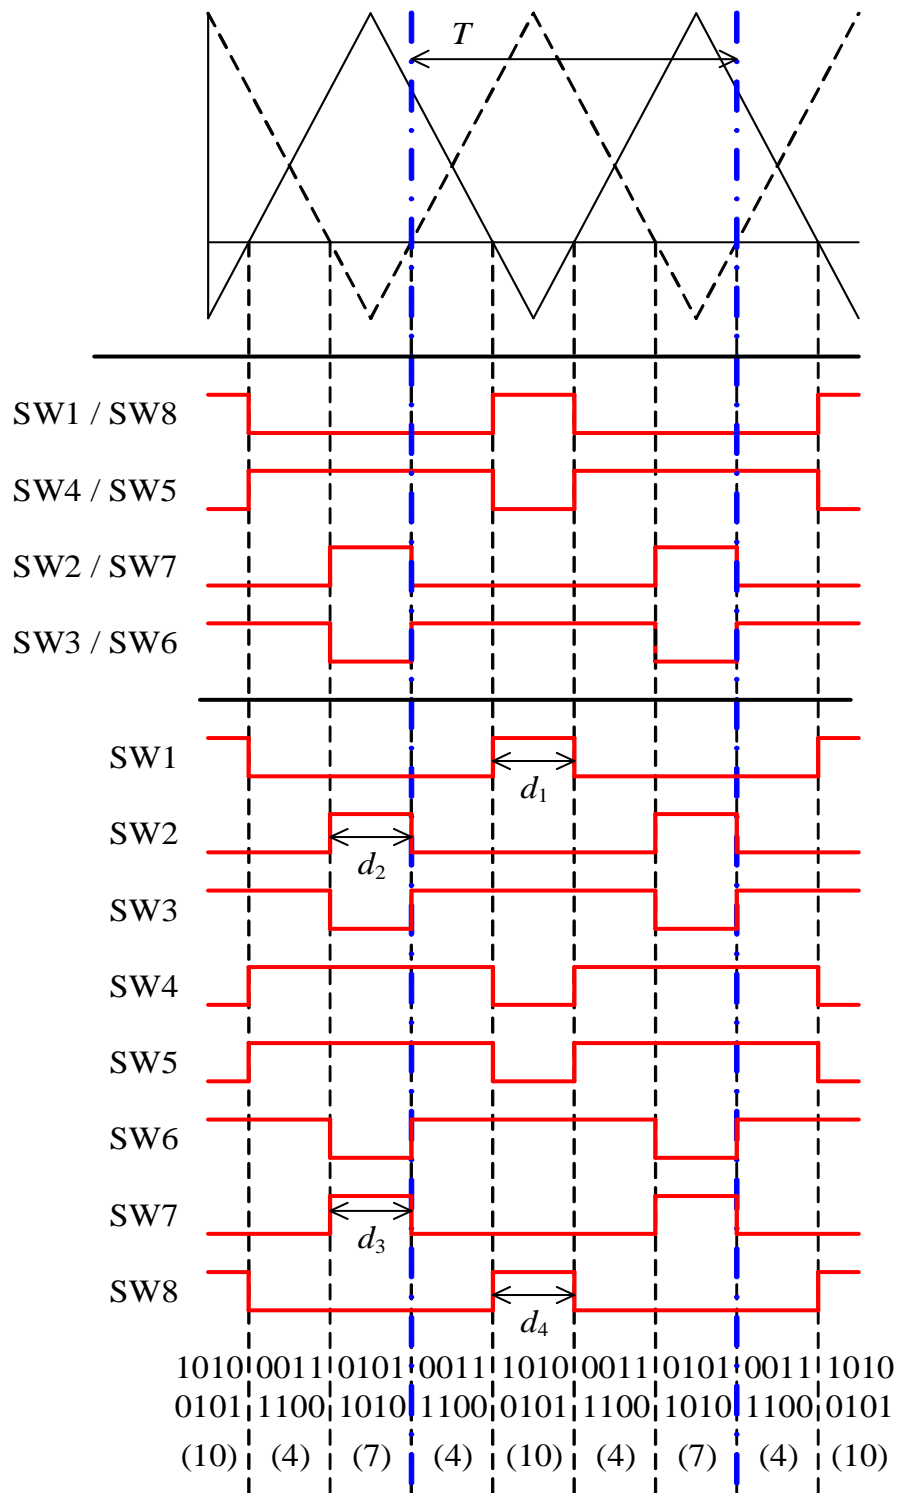 T
SW1 / SW8
SW4 / SW5
SW2 / SW7
SW3 / SW6
SW1
d1
SW2
d2
SW3
SW4
SW5
SW6
SW7
d3
SW8
d4
1010 0011 0101 0011 1010 0011 0101 0011 1010
0101 1100 1010 1100 0101 1100 1010 1100 0101
(10) (4) (7) (4) (10) (4) (7) (4) (10)